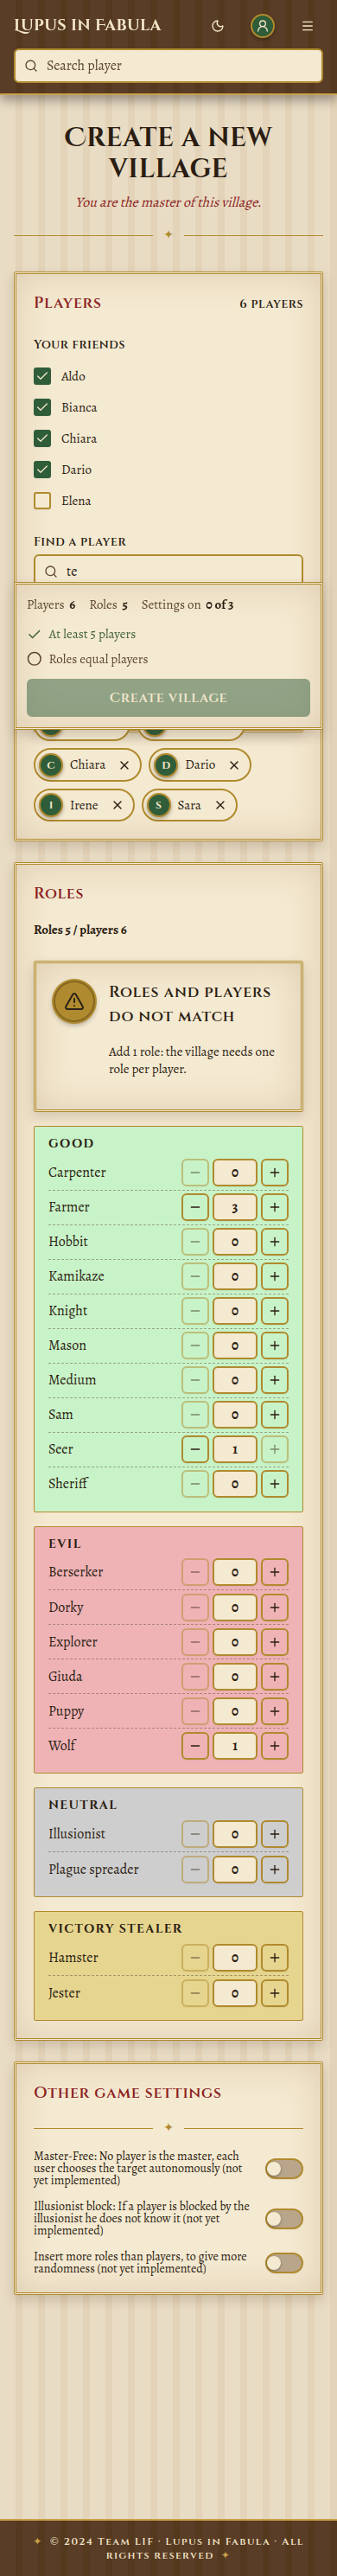 Lupus in Fabula
Search player
Create a new
village
You are the master of this village.
Players
6 players
Your friends
Aldo
Bianca
Chiara
Dario
Elena
Find a player
te
Players 6 Roles 5 Settings on 0 of 3
At least 5 players
Roles equal players
Create village
C Chiara
D Dario
I Irene
S Sara
Roles
Roles 5 / players 6
Roles and players
do not match
Add 1 role: the village needs one
role per player.
Good
Carpenter − 0 +
Farmer − 3 +
Hobbit − 0 +
Kamikaze − 0 +
Knight − 0 +
Mason − 0 +
Medium − 0 +
Sam − 0 +
Seer − 1 +
Sheriff − 0 +
Evil
Berserker − 0 +
Dorky − 0 +
Explorer − 0 +
Giuda − 0 +
Puppy − 0 +
Wolf − 1 +
Neutral
Illusionist − 0 +
Plague spreader − 0 +
Victory stealer
Hamster − 0 +
Jester − 0 +
Other game settings
Master-Free: No player is the master, each
user chooses the target autonomously (not
yet implemented)
Illusionist block: If a player is blocked by the
illusionist he does not know it (not yet
implemented)
Insert more roles than players, to give more
randomness (not yet implemented)
© 2024 Team LIF · Lupus in Fabula · All
rights reserved